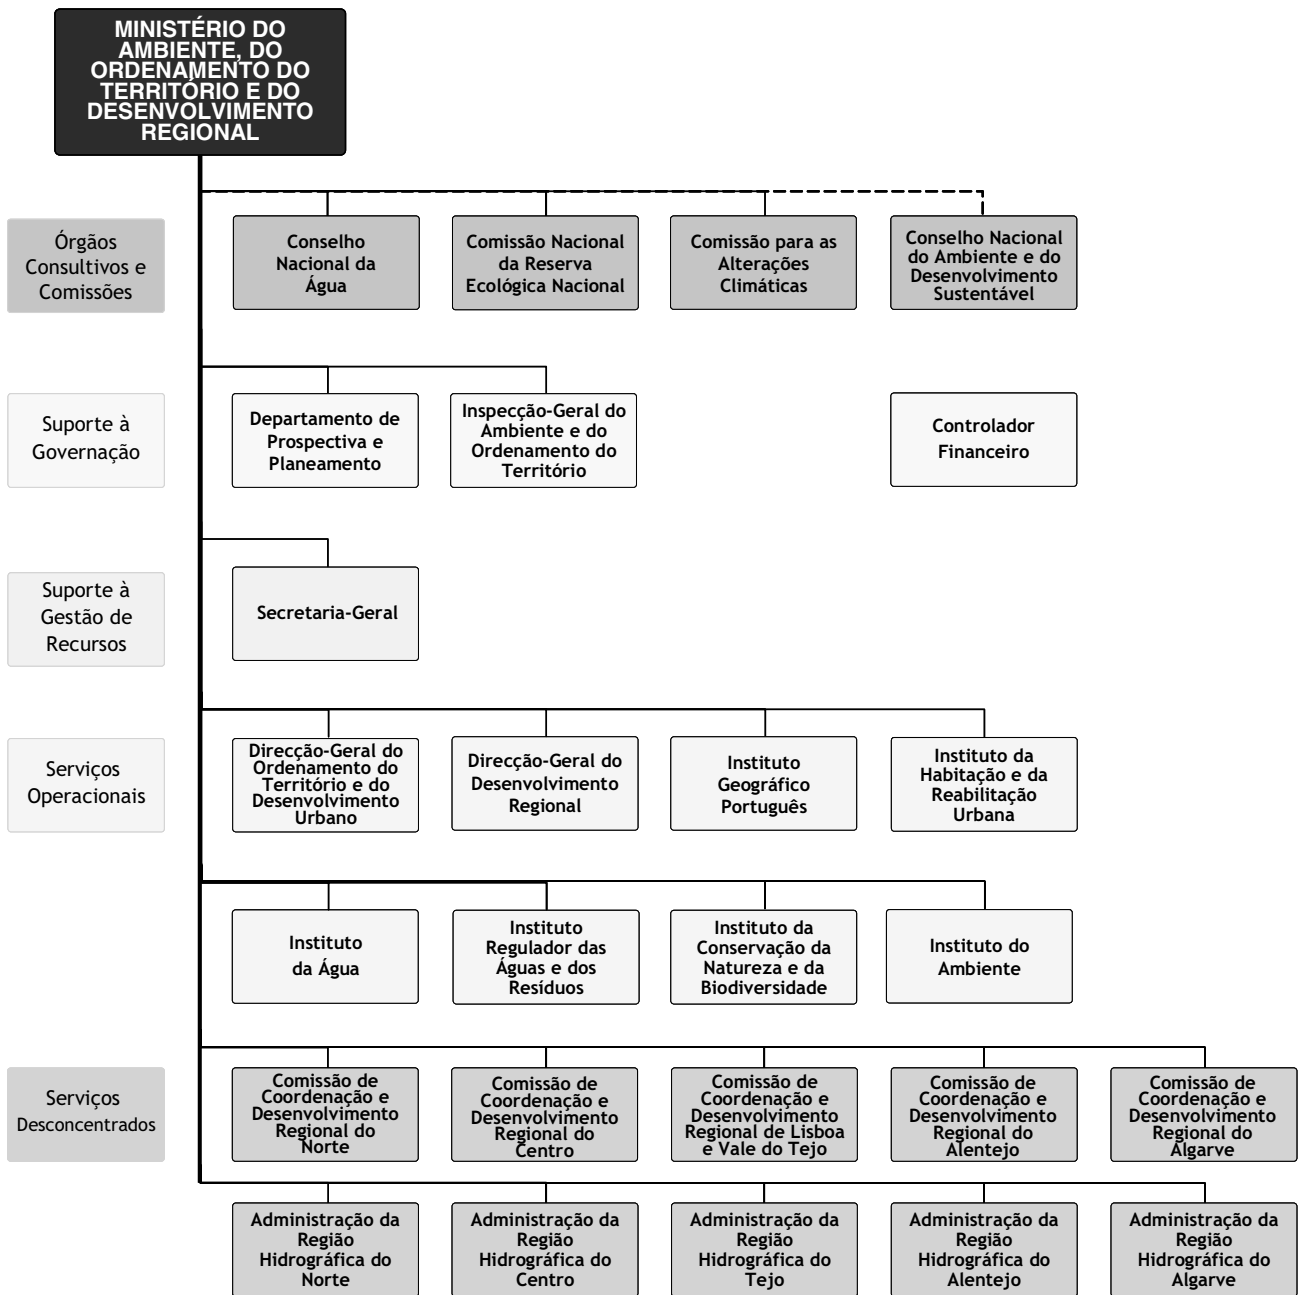 MINISTÉRIO DO
AMBIENTE, DO
ORDENAMENTO DO
TERRITÓRIO E DO
DESENVOLVIMENTO
REGIONAL
Órgãos
Consultivos e
Comissões
Conselho
Nacional da
Água
Comissão Nacional
da Reserva
Ecológica Nacional
Comissão para as
Alterações
Climáticas
Conselho Nacional
do Ambiente e do
Desenvolvimento
Sustentável
Suporte à
Governação
Departamento de
Prospectiva e
Planeamento
Inspecção-Geral do
Ambiente e do
Ordenamento do
Território
Controlador
Financeiro
Suporte à
Gestão de
Recursos
Secretaria-Geral
Serviços
Operacionais
Direcção-Geral do
Ordenamento do
Território e do
Desenvolvimento
Urbano
Direcção-Geral do
Desenvolvimento
Regional
Instituto
Geográfico
Português
Instituto da
Habitação e da
Reabilitação
Urbana
Instituto
da Água
Instituto
Regulador das
Águas e dos
Resíduos
Instituto da
Conservação da
Natureza e da
Biodiversidade
Instituto do
Ambiente
Serviços
Desconcentrados
Comissão de
Coordenação e
Desenvolvimento
Regional do
Norte
Comissão de
Coordenação e
Desenvolvimento
Regional do
Centro
Comissão de
Coordenação e
Desenvolvimento
Regional de Lisboa
e Vale do Tejo
Comissão de
Coordenação e
Desenvolvimento
Regional do
Alentejo
Comissão de
Coordenação e
Desenvolvimento
Regional do
Algarve
Administração da
Região
Hidrográfica do
Norte
Administração da
Região
Hidrográfica do
Centro
Administração da
Região
Hidrográfica do
Tejo
Administração da
Região
Hidrográfica do
Alentejo
Administração da
Região
Hidrográfica do
Algarve